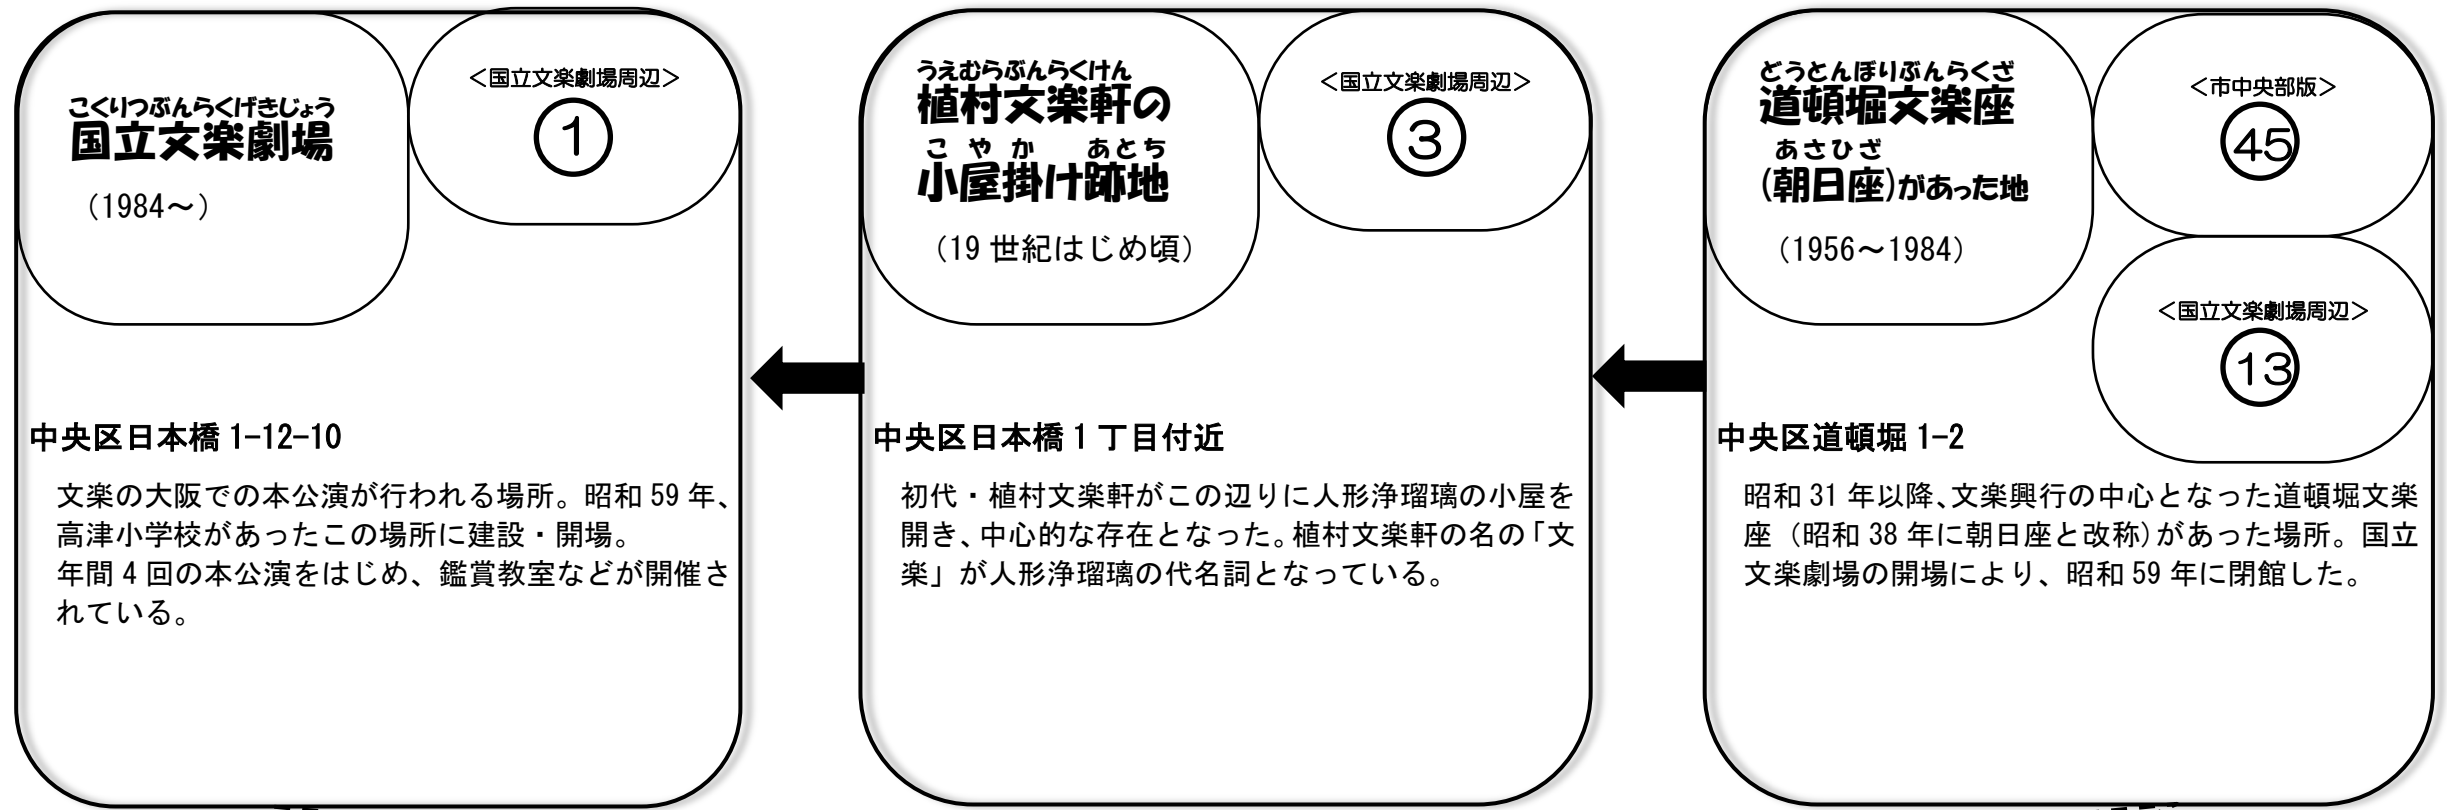 こくりつぶんらくげきじょう
国立文楽劇場
（1984～）
＜国立文楽劇場周辺＞
①
中央区日本橋 1-12-10
文楽の大阪での本公演が行われる場所。昭和 59 年、
高津小学校があったこの場所に建設・開場。
年間 4 回の本公演をはじめ、鑑賞教室などが開催さ
れている。
うえむらぶんらくけん
植村文楽軒の
こ や か あとち
小屋掛け跡地
（19 世紀はじめ頃）
＜国立文楽劇場周辺＞
③
中央区日本橋 1 丁目付近
初代・植村文楽軒がこの辺りに人形浄瑠璃の小屋を
開き、中心的な存在となった。植村文楽軒の名の「文
楽」が人形浄瑠璃の代名詞となっている。
どうとんぼりぶんらくざ
道頓堀文楽座
あさひざ
(朝日座)があった地
（1956～1984）
＜市中央部版＞
㊺
＜国立文楽劇場周辺＞
⑬
中央区道頓堀 1-2
昭和 31 年以降、文楽興行の中心となった道頓堀文楽
座（昭和 38 年に朝日座と改称）があった場所。国立
文楽劇場の開場により、昭和 59 年に閉館した。